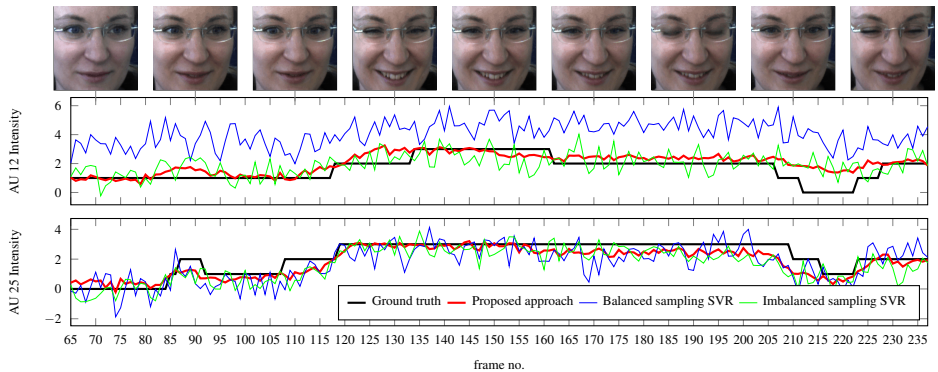 AU 12 Intensity
6
4
2
0
AU 25 Intensity
4
2
0
−2
Ground truth Proposed approach Balanced sampling SVR Imbalanced sampling SVR
65 70 75 80 85 90 95 100 105 110 115 120 125 130 135 140 145 150 155 160 165 170 175 180 185 190 195 200 205 210 215 220 225 230 235
frame no.